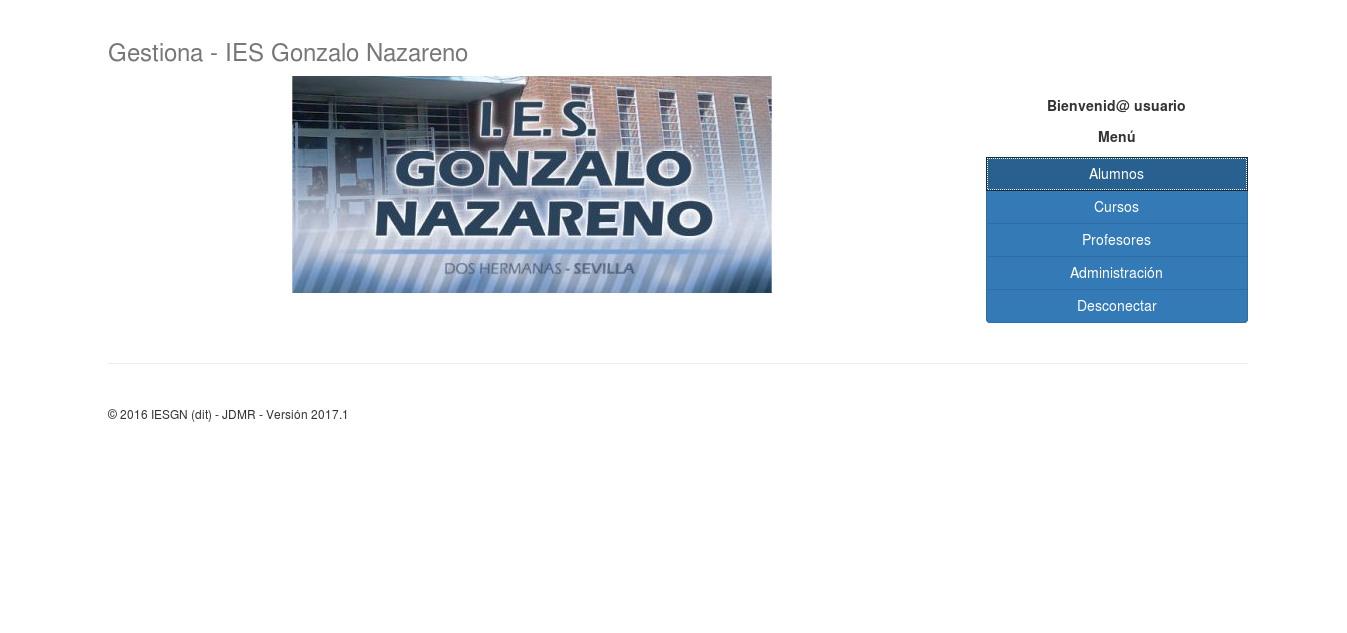 Gestiona - IES Gonzalo Nazareno
I. E. S.
GONZALO
NAZARENO
DOS HERMANAS - SEVILLA
Bienvenid@ usuario
Menú
Alumnos
Cursos
Profesores
Administración
Desconectar
© 2016 IESGN (dit) - JDMR - Versión 2017.1